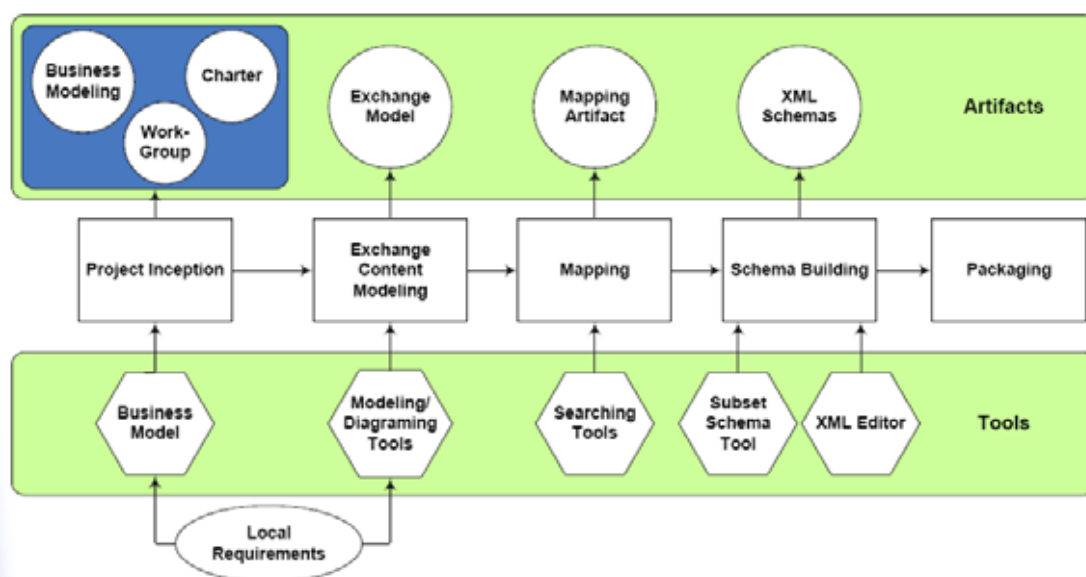 Business
Modeling
Charter
Work-
Group
Exchange
Model
Mapping
Artifact
XML
Schemas
Artifacts
Project Inception
Exchange
Content
Modeling
Mapping
Schema Building
Packaging
Business
Model
Modeling/
Diagraming
Tools
Searching
Tools
Subset
Schema
Tool
XML Editor
Tools
Local
Requirements